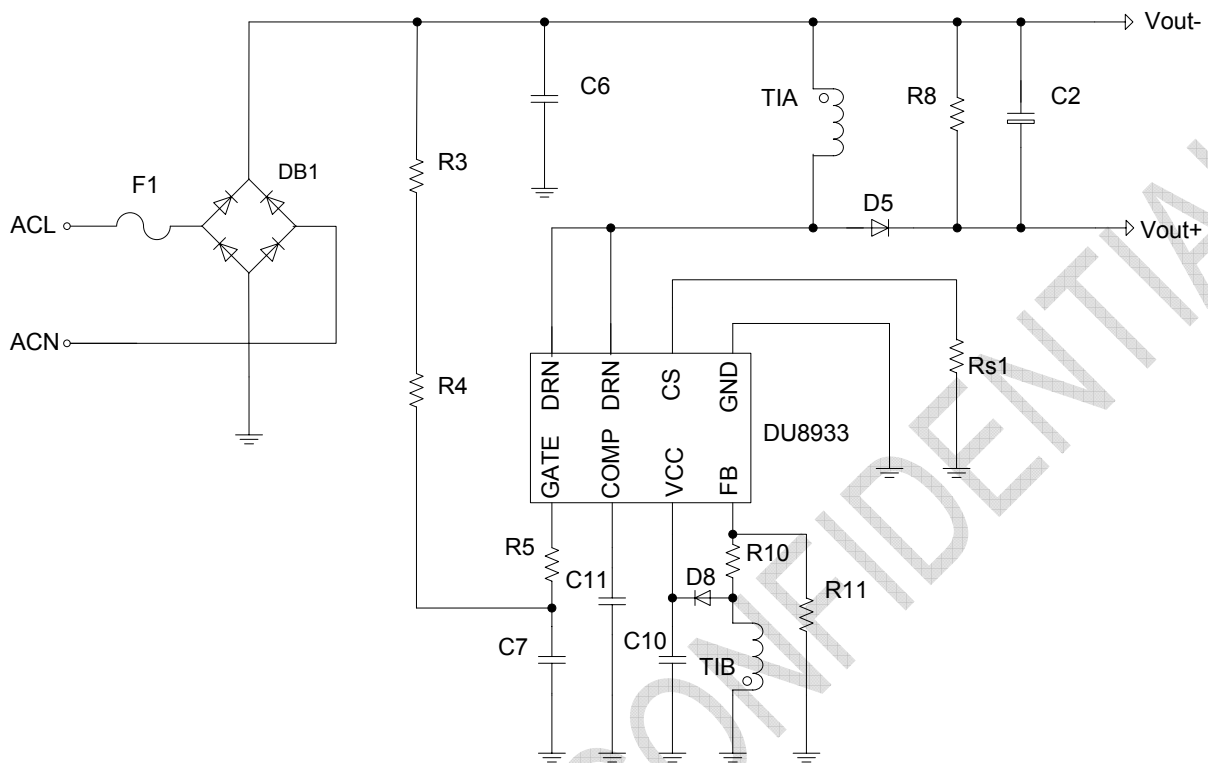 Vout-
C6
TIA
R8
C2
R3
DB1
F1
D5
ACL
Vout+
ACN
Rs1
R4
DRN
DRN
CS
GND
DU8933
GATE
COMP
VCC
FB
R5
R10
C11
D8
R11
C7
C10
TIB
CONFIDENTIAL